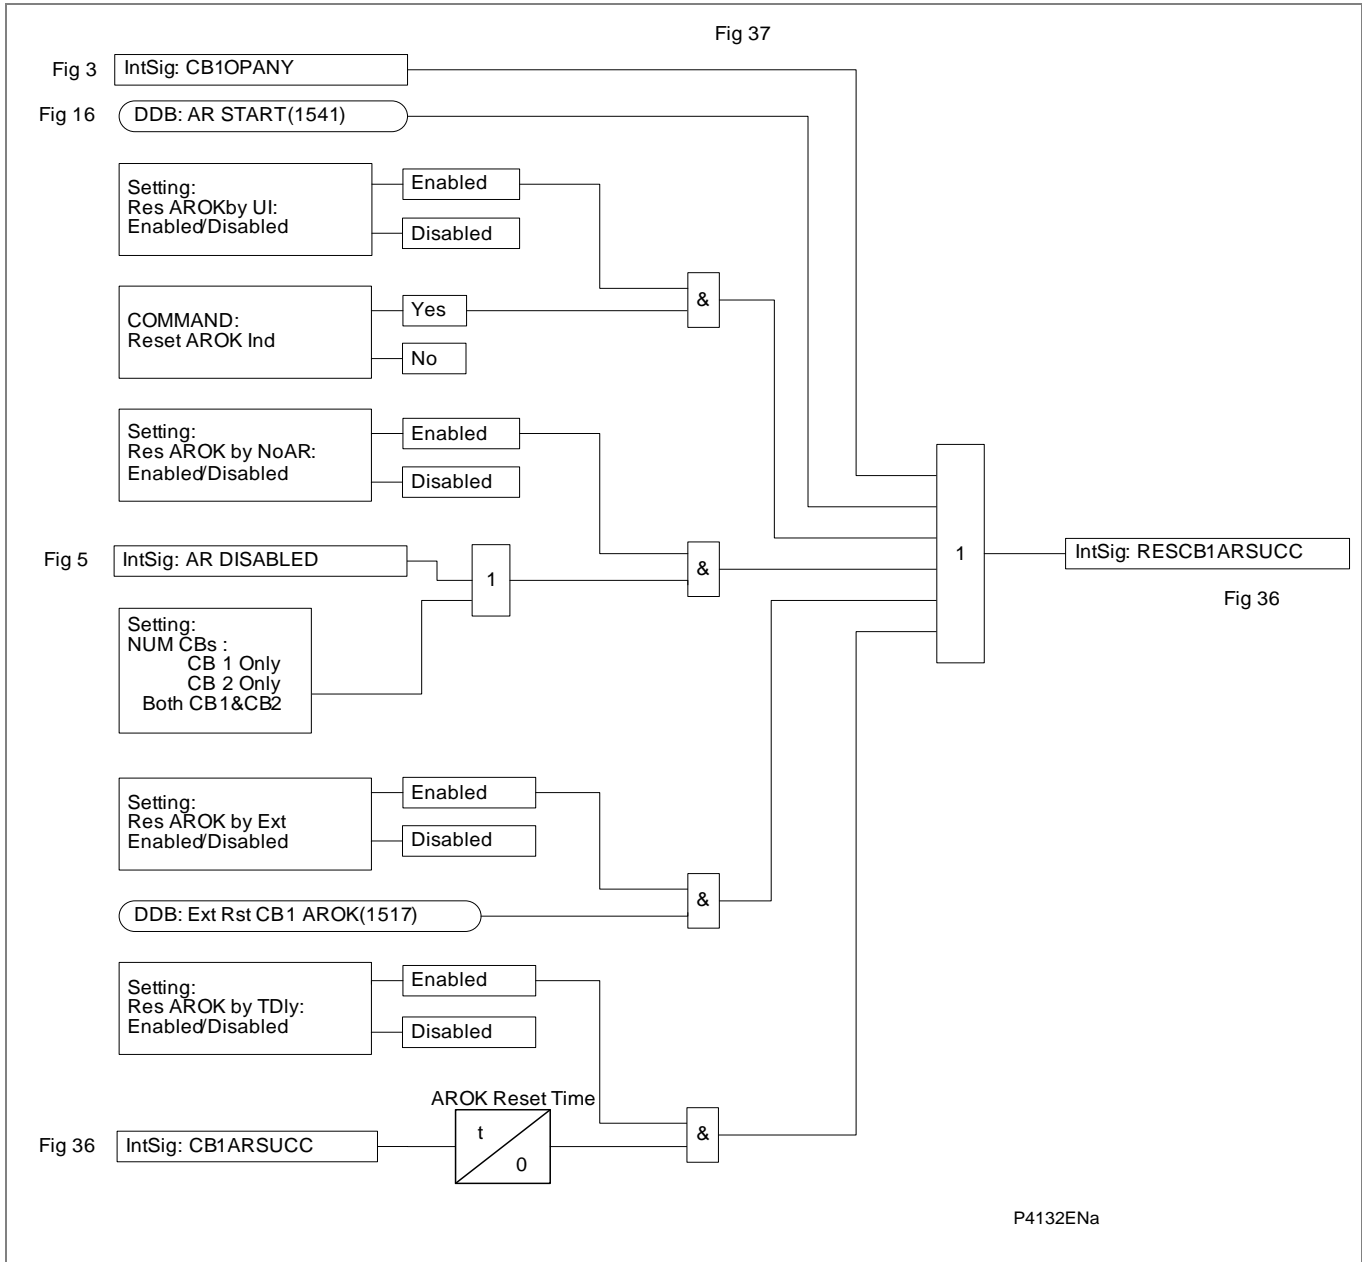 Fig 37
Fig 3
IntSig: CB1OPANY
Fig 16
DDB: AR START(1541)
Setting:
Res AROKby UI:
Enabled/Disabled
Enabled
Disabled
&
COMMAND:
Reset AROK Ind
Yes
No
Setting:
Res AROK by NoAR:
Enabled/Disabled
Enabled
Disabled
Fig 5
IntSig: AR DISABLED
1
&
1
IntSig: RESCB1ARSUCC
Fig 36
Setting:
NUM CBs :
CB 1 Only
CB 2 Only
Both CB1&CB2
Setting:
Res AROK by Ext
Enabled/Disabled
Enabled
Disabled
&
DDB: Ext Rst CB1 AROK(1517)
Setting:
Res AROK by TDly:
Enabled/Disabled
Enabled
Disabled
AROK Reset Time
Fig 36
IntSig: CB1ARSUCC
t
0
&
P4132ENa